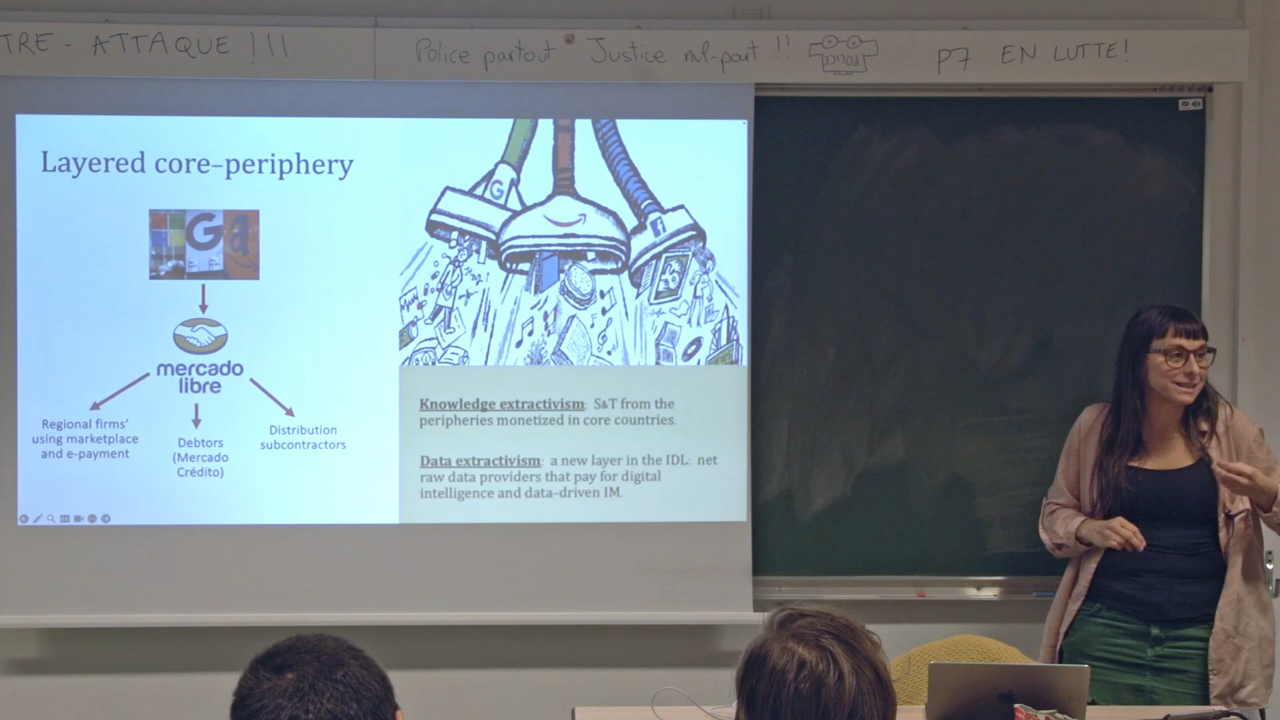 TRE - ATTAQUE !!!
Police partout Justice nul-part !! POLICE P7 EN LUTTE !
Layered core–periphery
G a
mercado
libre
Regional firms'
using marketplace
and e-payment
Debtors
(Mercado
Crédito)
Distribution
subcontractors
G
f
Knowledge extractivism: S&T from the
peripheries monetized in core countries.
Data extractivism: a new layer in the IDL: net
raw data providers that pay for digital
intelligence and data–driven IM.